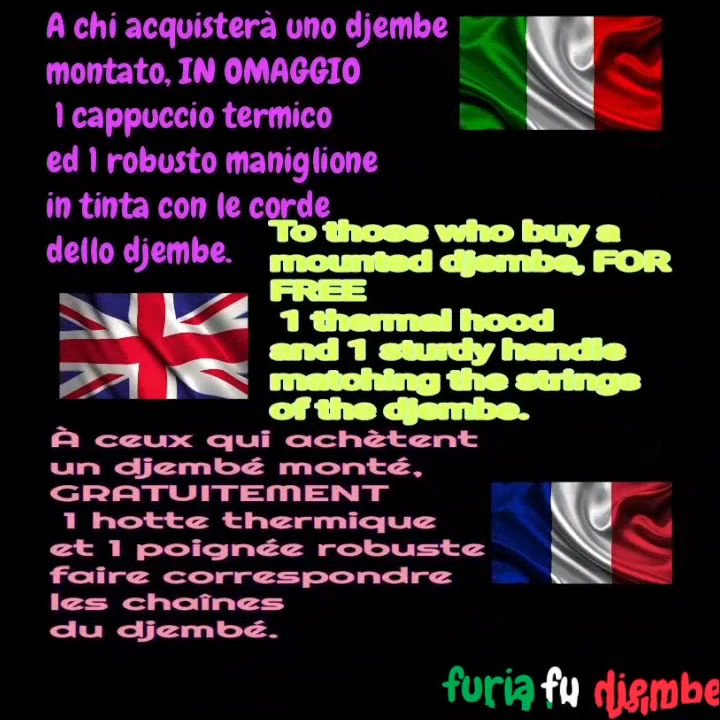 A chi acquisterà uno djembe
montato, IN OMAGGIO
1 cappuccio termico
ed 1 robusto maniglione
in tinta con le corde
dello djembe.
To those who buy a
mounted djembe, FOR
FREE
1 thermal hood
and 1 sturdy handle
matching the strings
of the djembe.
À ceux qui achètent
un djembé monté,
GRATUITEMENT
1 hotte thermique
et 1 poignée robuste
faire correspondre
les chaînes
du djembé.
furia fu djembe